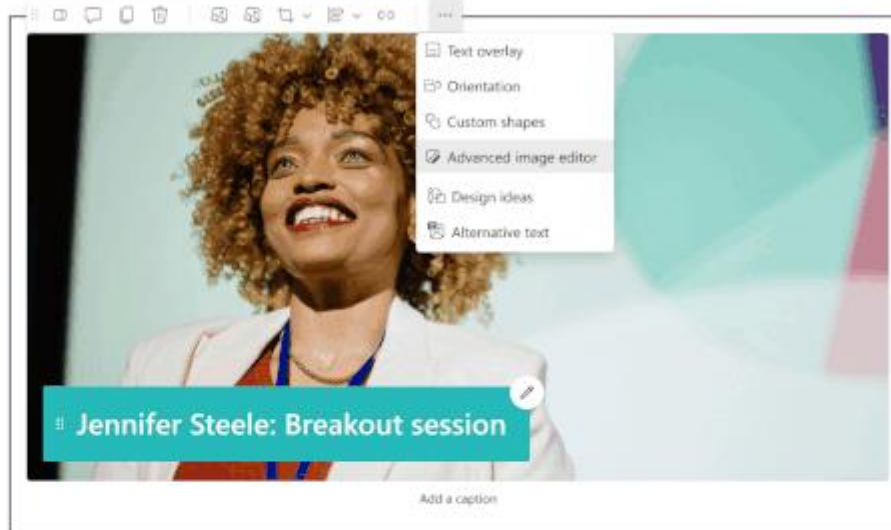 Text overlay
Orientation
Custom shapes
Advanced image editor
Design ideas
Alternative text
Jennifer Steele: Breakout session
Add a caption